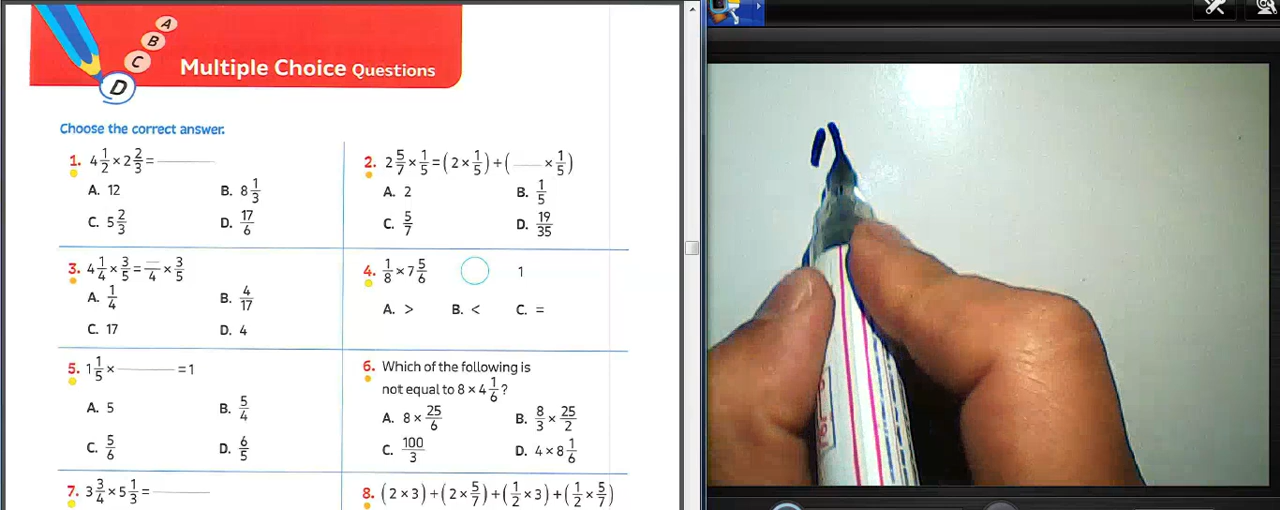 A
B
C
D
Multiple Choice Questions
Choose the correct answer.
1. 4 1/2 × 2 2/3 = ____
A. 12
B. 8 1/3
C. 5 2/3
D. 17/6
2. 2 5/7 × 1/5 = (2 × 1/5) + (____ × 1/5)
A. 2
B. 1/5
C. 5/7
D. 19/35
3. 4 1/4 × 3/5 = __/4 × 3/5
A. 1/4
B. 4/17
C. 17
D. 4
4. 1/8 × 7 5/6 ◯ 1
A. >
B. <
C. =
5. 1 1/5 × ____ = 1
A. 5
B. 5/4
C. 5/6
D. 6/5
6. Which of the following is
not equal to 8 × 4 1/6?
A. 8 × 25/6
B. 8/3 × 25/2
C. 100/3
D. 4 × 8 1/6
7. 3 3/4 × 5 1/3 = ____
8. (2 × 3) + (2 × 5/7) + (1/2 × 3) + (1/2 × 5/7)